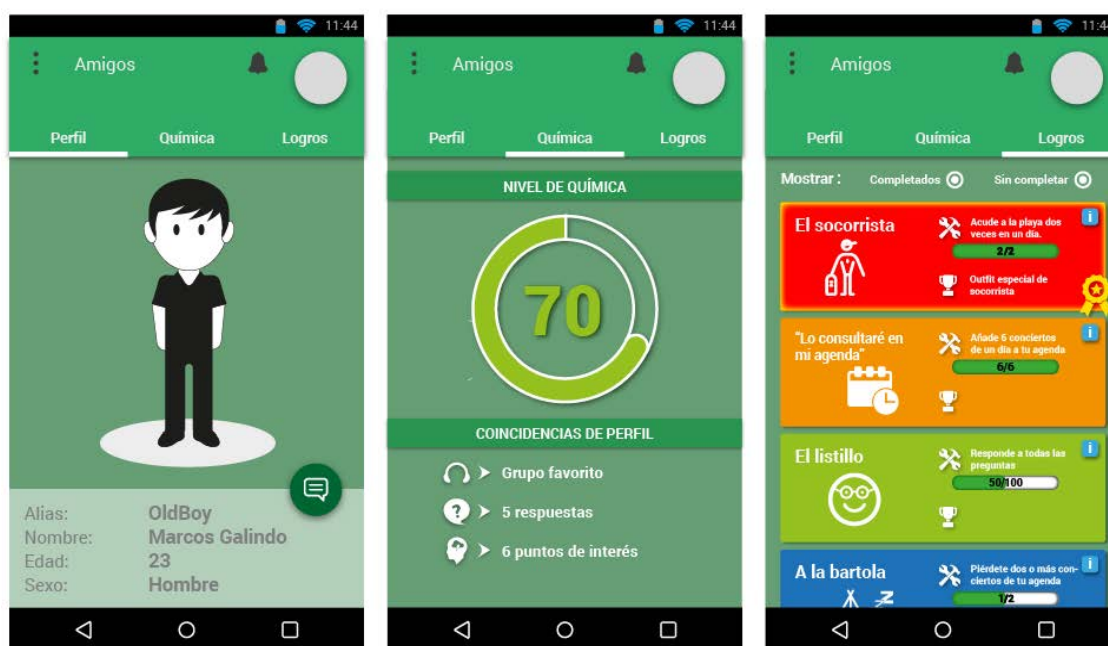 11:44
Amigos
Perfil Química Logros
Alias: OldBoy
Nombre: Marcos Galindo
Edad: 23
Sexo: Hombre
11:44
Amigos
Perfil Química Logros
NIVEL DE QUÍMICA
70
COINCIDENCIAS DE PERFIL
Grupo favorito
5 respuestas
6 puntos de interés
11:44
Amigos
Perfil Química Logros
Mostrar : Completados Sin completar
El socorrista
Acude a la playa dos
veces en un día.
2/2
Outfit especial de
socorrista
"Lo consultaré en
mi agenda"
Añade 6 conciertos
de un día a tu agenda
6/6
El listillo
Responde a todas las
preguntas
50/100
A la bartola
Piérdete dos o más con-
ciertos de tu agenda
1/2